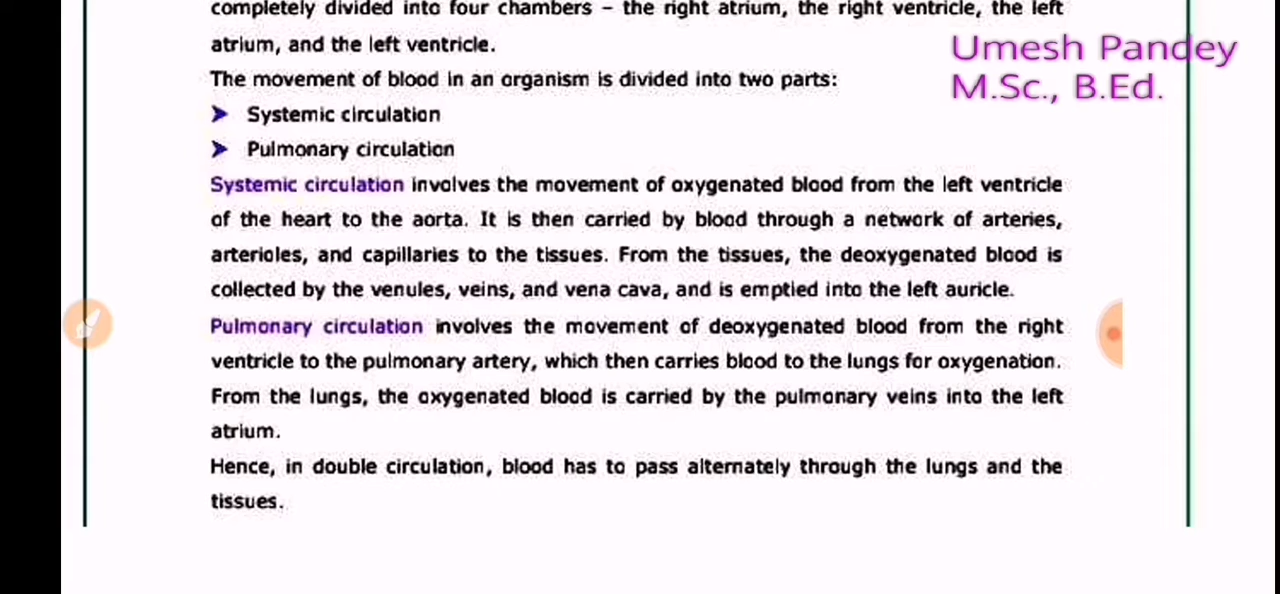 completely divided into four chambers – the right atrium, the right ventricle, the left
atrium, and the left ventricle.
Umesh Pandey
M.Sc., B.Ed.
The movement of blood in an organism is divided into two parts:
➤ Systemic circulation
➤ Pulmonary circulation
Systemic circulation involves the movement of oxygenated blood from the left ventricle
of the heart to the aorta. It is then carried by blood through a network of arteries,
arterioles, and capillaries to the tissues. From the tissues, the deoxygenated blood is
collected by the venules, veins, and vena cava, and is emptied into the left auricle.
Pulmonary circulation involves the movement of deoxygenated blood from the right
ventricle to the pulmonary artery, which then carries blood to the lungs for oxygenation.
From the lungs, the oxygenated blood is carried by the pulmonary veins into the left
atrium.
Hence, in double circulation, blood has to pass alternately through the lungs and the
tissues.